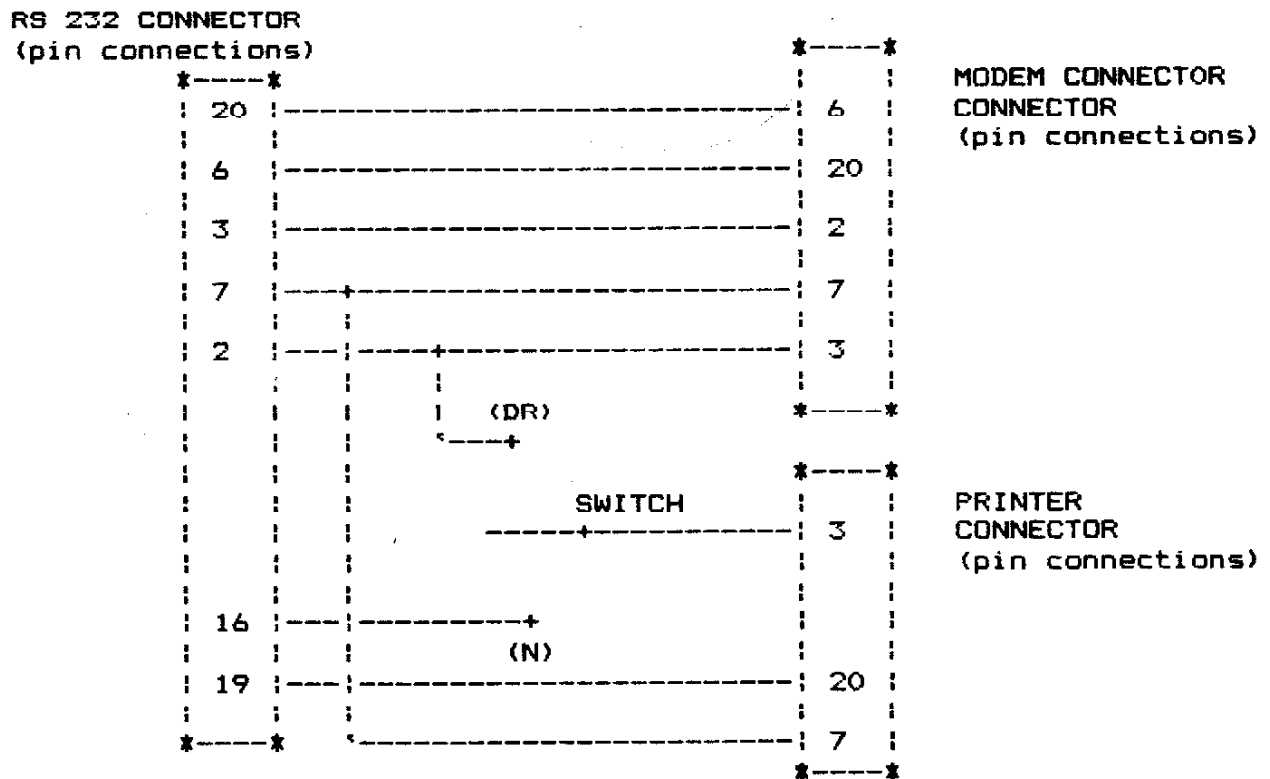 RS 232 CONNECTOR
(pin connections)
MODEM CONNECTOR
20 6 CONNECTOR
(pin connections)
6 20
3 2
7 7
2 3
(DR)
SWITCH PRINTER
3 CONNECTOR
(pin connections)
16
(N)
19 20
7